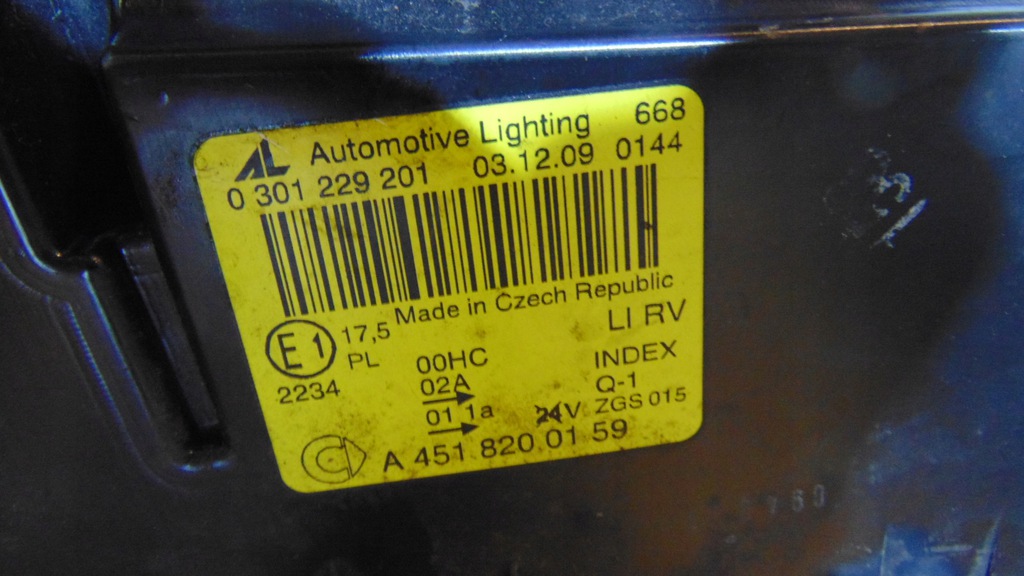 AL Automotive Lighting 668
0 301 229 201 03.12.09 0144
Made in Czech Republic
E1 17,5 LI RV
PL 00HC INDEX
2234 02A Q-1
01 1a 24V ZGS 015
A 451 820 01 59